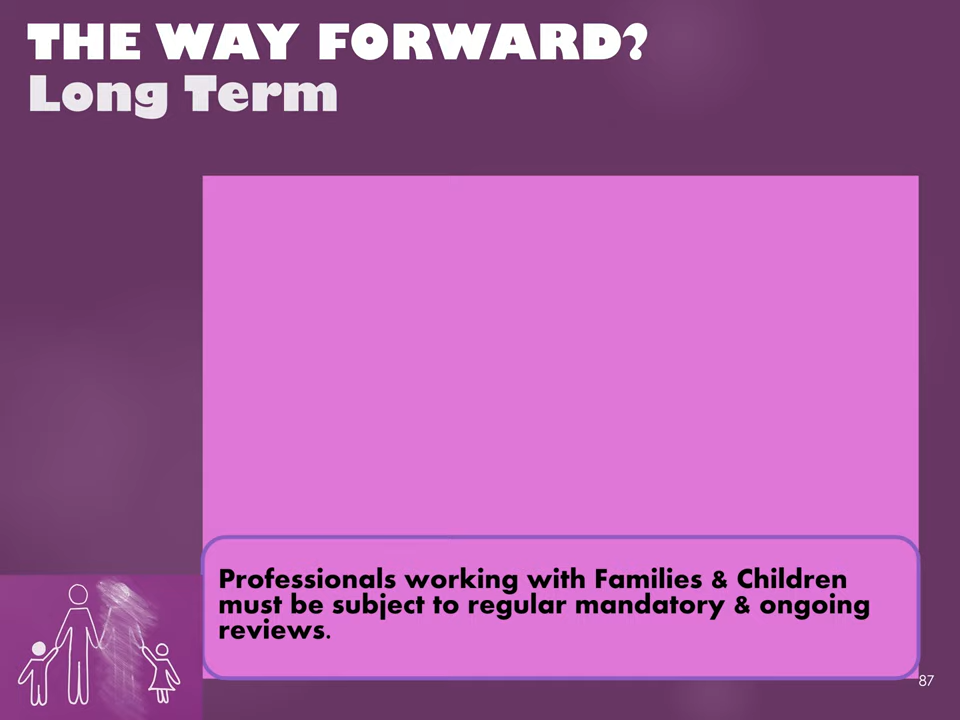 THE WAY FORWARD?
Long Term
Professionals working with Families & Children
must be subject to regular mandatory & ongoing
reviews.
87